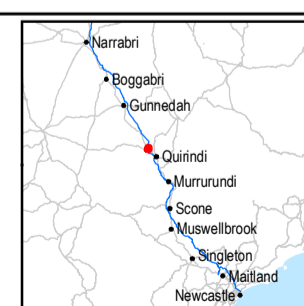 Narrabri
Boggabri
Gunnedah
Quirindi
Murrurundi
Scone
Muswellbrook
Singleton
Maitland
Newcastle